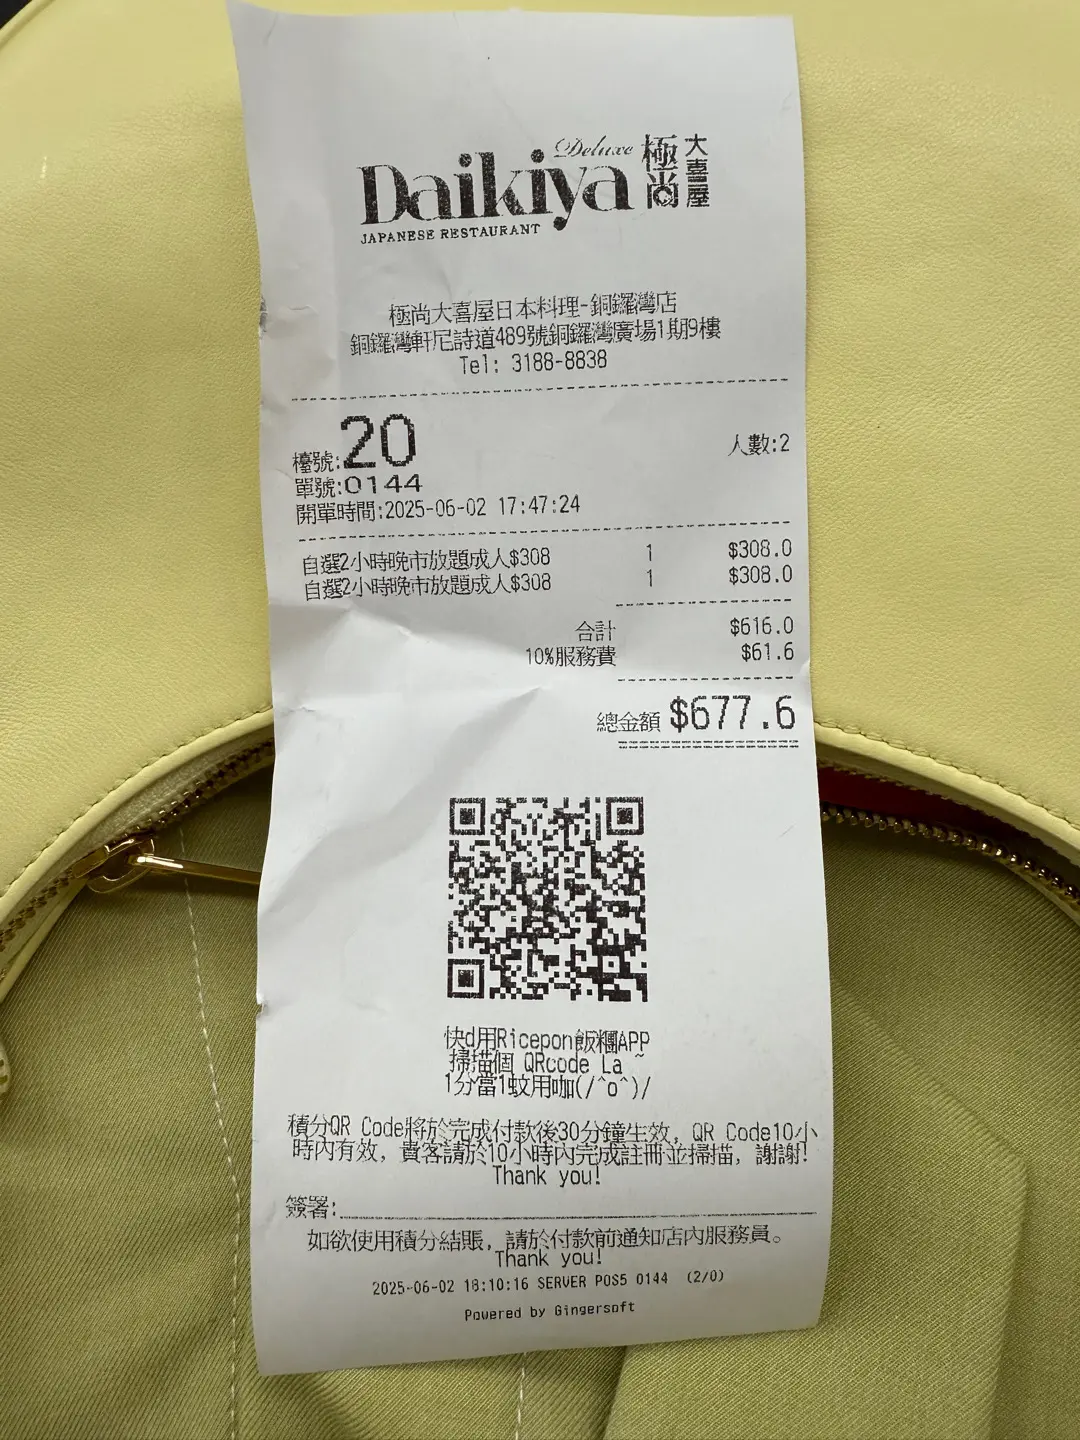 Deluxe
Daikiya
JAPANESE RESTAURANT
極尚
大喜屋
極尚大喜屋日本料理-銅鑼灣店
銅鑼灣軒尼詩道489號銅鑼灣廣場1期9樓
Tel: 3188-8838
檯號:20 人數:2
單號:0144
開單時間:2025-06-02 17:47:24
自選2小時晚市放題成人$308 1 $308.0
自選2小時晚市放題成人$308 1 $308.0
合計 $616.0
10%服務費 $61.6
總金額 $677.6
快d用Ricepon飯糰APP
掃描個 QRcode La ~
1分當1蚊用咖(/^o^)/
積分QR Code將於完成付款後30分鐘生效, QR Code10小
時內有效, 貴客請於10小時內完成註冊並掃描, 謝謝!
Thank you!
簽署:
如欲使用積分結賬, 請於付款前通知店內服務員。
Thank you!
2025-06-02 18:10:16 SERVER POS5 0144 (2/0)
Powered by Gingersoft